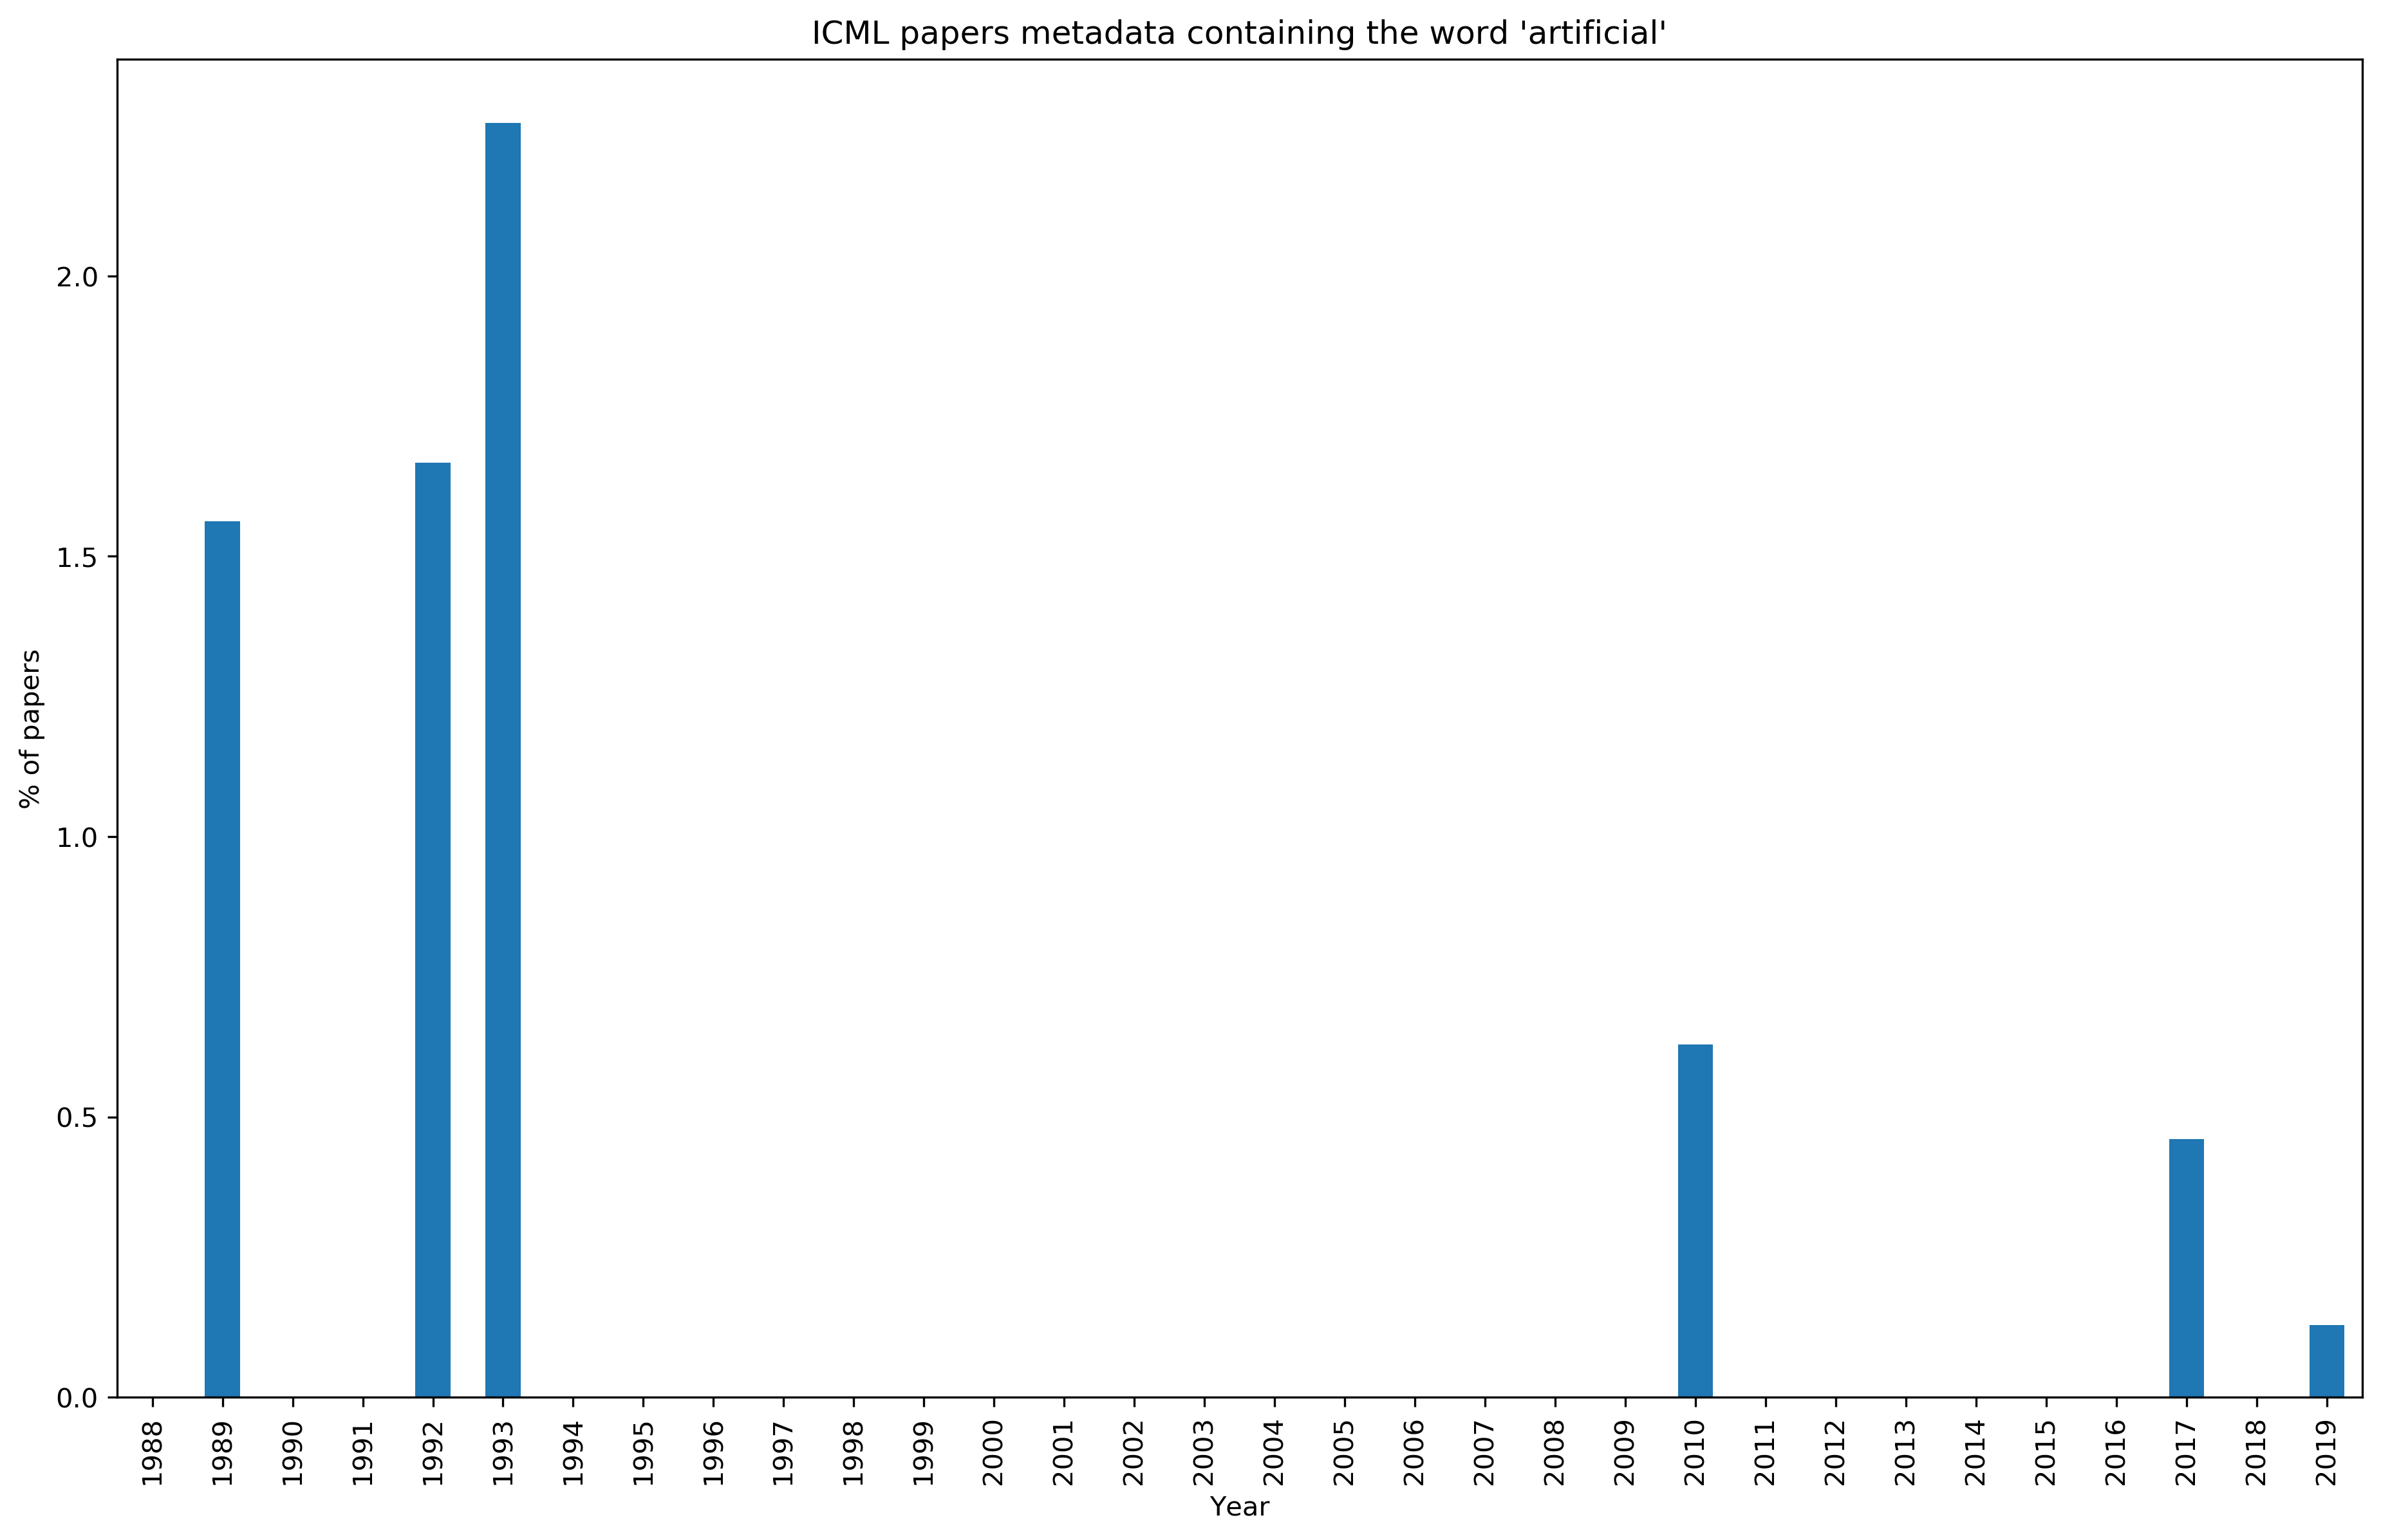 ICML papers metadata containing the word 'artificial'
% of papers
2.0
1.5
1.0
0.5
0.0
1988 1989 1990 1991 1992 1993 1994 1995 1996 1997 1998 1999 2000 2001 2002 2003 2004 2005 2006 2007 2008 2009 2010 2011 2012 2013 2014 2015 2016 2017 2018 2019
Year